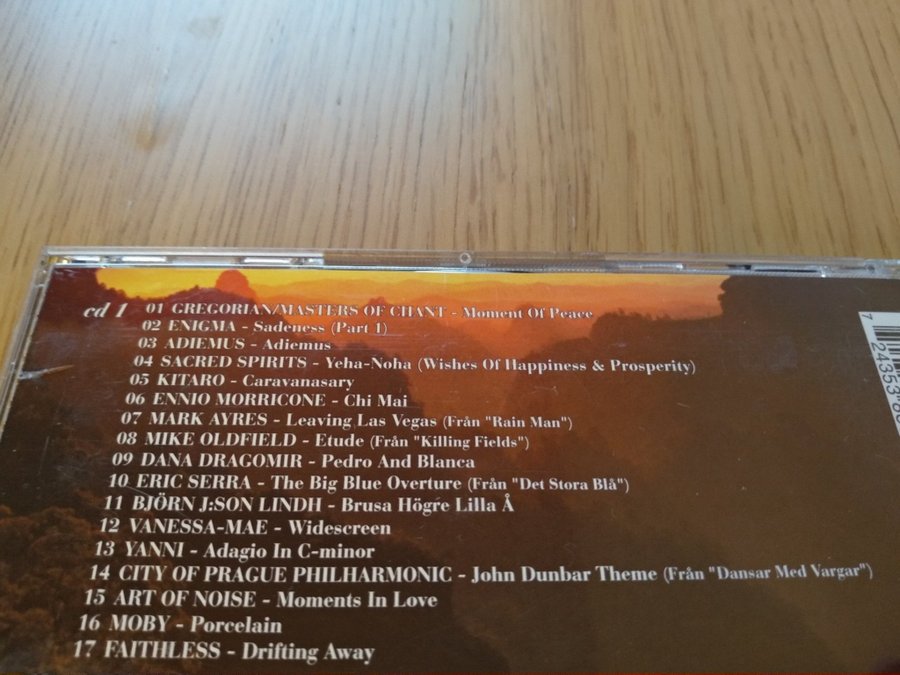 cd 1 01 GREGORIAN/MASTERS OF CHANT - Moment Of Peace
02 ENIGMA - Sadeness (Part 1)
03 ADIEMUS - Adiemus
04 SACRED SPIRITS - Yeha-Noha (Wishes Of Happiness & Prosperity)
05 KITARO - Caravanasary
06 ENNIO MORRICONE - Chi Mai
07 MARK AYRES - Leaving Las Vegas (Från "Rain Man")
08 MIKE OLDFIELD - Etude (Från "Killing Fields")
09 DANA DRAGOMIR - Pedro And Blanca
10 ERIC SERRA - The Big Blue Overture (Från "Det Stora Blå")
11 BJÖRN J:SON LINDH - Brusa Högre Lilla Å
12 VANESSA-MAE - Widescreen
13 YANNI - Adagio In C-minor
14 CITY OF PRAGUE PHILHARMONIC - John Dunbar Theme (Från "Dansar Med Vargar")
15 ART OF NOISE - Moments In Love
16 MOBY - Porcelain
17 FAITHLESS - Drifting Away